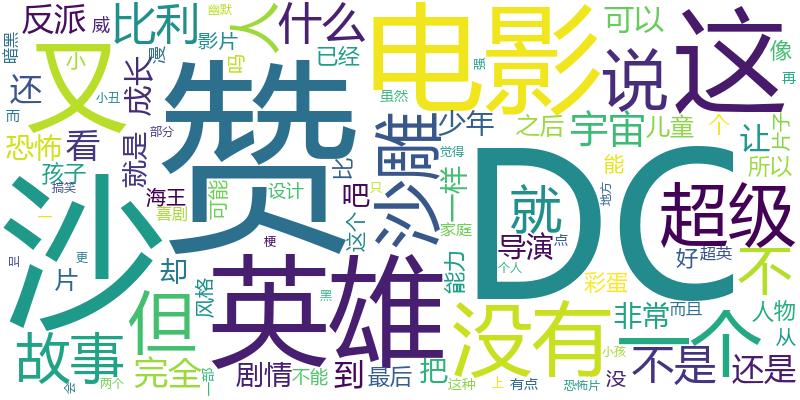 反派
威
比利
幽默
人
什么
电影
可以
这
暗黑
影片
吗
已经
强
像
漫
又
小
说
再
还
成长
小丑
赞
虽然
而
少年
之后
宇宙
儿童
个
片子
让
恐怖
看
就是
部分
沙雕
觉得
能
所以
孩子
搞笑
比
一样
DC
就
地方
超级
沙
海王
吧
设计
可能
喜剧
只
这个
家庭
导演
点
一
梗
好
超英
不
更
片
却
英雄
能力
个人
彩蛋
但
风格
黑
没有
一个
非常
而且
人物
从
故事
完全
一部
剧情
不能
到
最后
把
小孩
没
不是
还是
会
两个
这种
上
有点
恐怖片